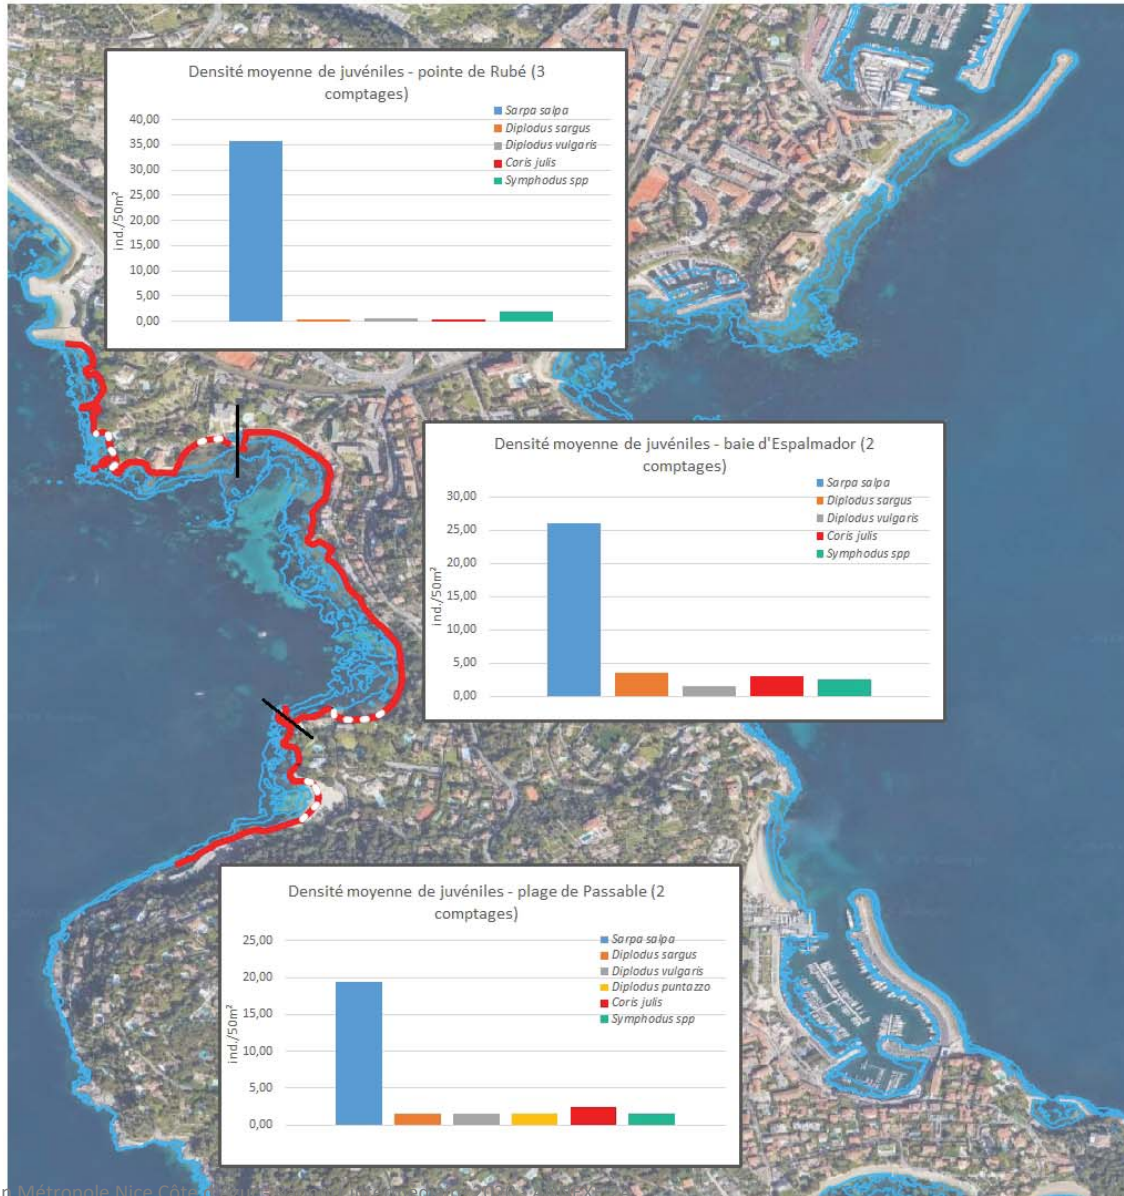 Densité moyenne de juvéniles - pointe de Rubé (3
comptages)
Sarpa salpa
Diplodus sargus
Diplodus vulgaris
Coris julis
Symphodus spp
40,00
35,00
30,00
25,00
20,00
15,00
10,00
5,00
0,00
ind./50m²
Densité moyenne de juvéniles - baie d'Espalmador (2
comptages)
Sarpa salpa
Diplodus sargus
Diplodus vulgaris
Coris julis
Symphodus spp
30,00
25,00
20,00
15,00
10,00
5,00
0,00
ind./50m²
Densité moyenne de juvéniles - plage de Passable (2
comptages)
Sarpa salpa
Diplodus sargus
Diplodus vulgaris
Diplodus puntazzo
Coris julis
Symphodus spp
25,00
20,00
15,00
10,00
5,00
0,00
ind./50m²
Métropole Nice Côte